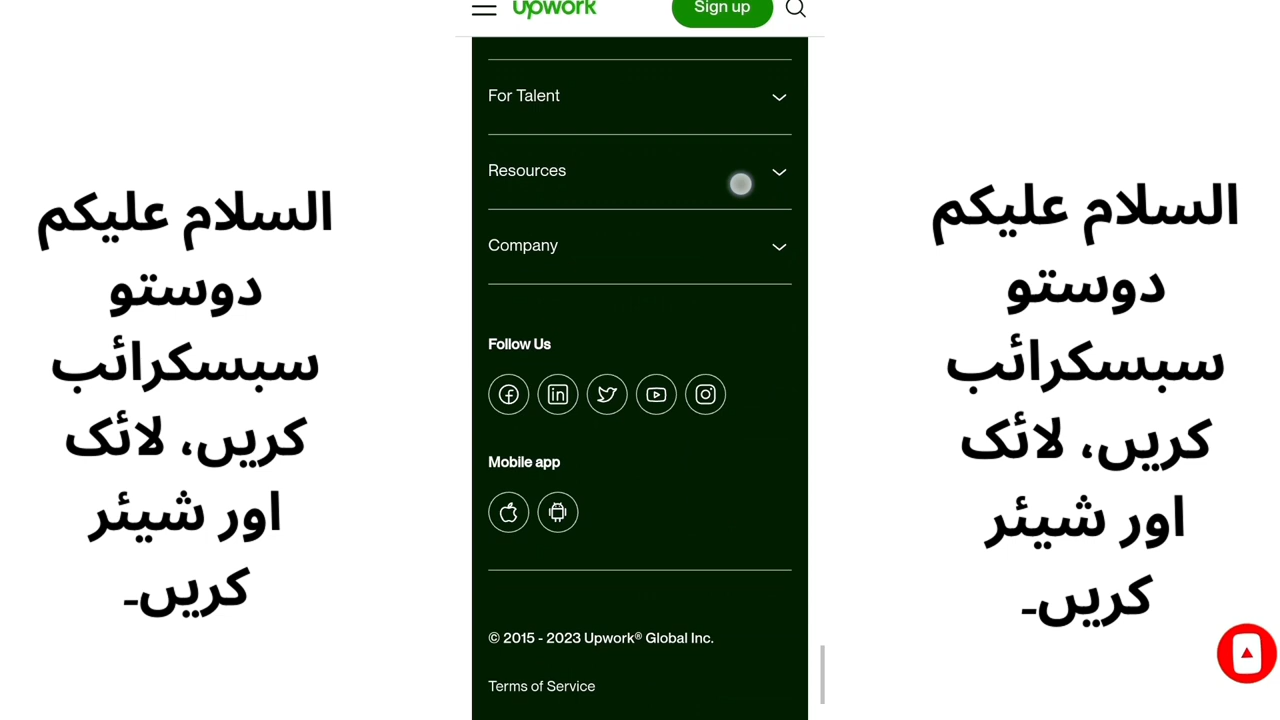 upwork
Sign up
For Talent
Resources
Company
Follow Us
Mobile app
© 2015 - 2023 Upwork® Global Inc.
Terms of Service
السلام علیکم
دوستو
سبسکرائب
کریں، لائک
اور شیئر
کریں۔
السلام علیکم
دوستو
سبسکرائب
کریں، لائک
اور شیئر
کریں۔